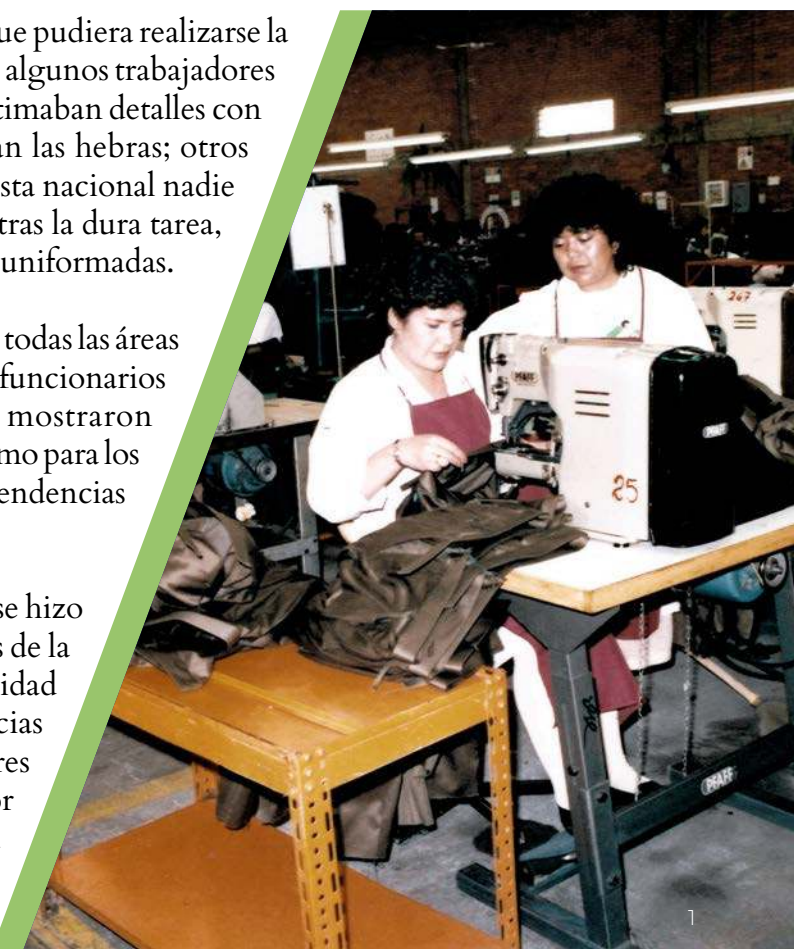 ue pudiera realizarse la
algunos trabajadores
timaban detalles con
an las hebras; otros
sta nacional nadie
tras la dura tarea,
uniformadas.
todas las áreas
funcionarios
mostraron
mo para los
endencias
se hizo
s de la
idad
cias
res
or
PFAFF
PFAFF
25
267
PFAFF
1